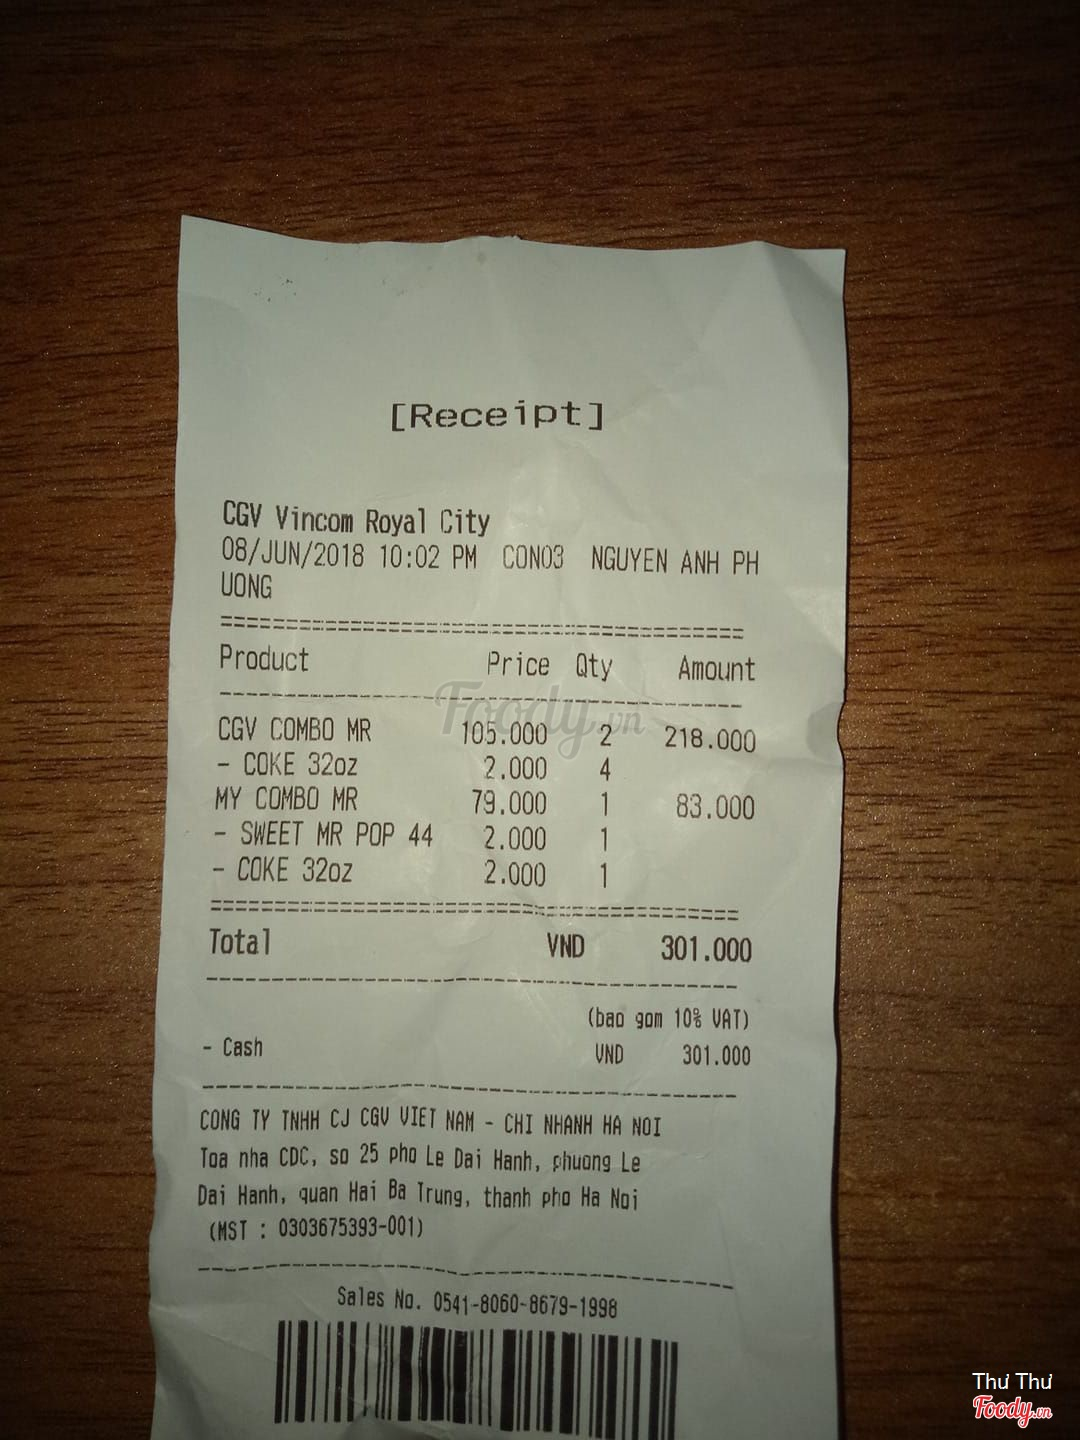 [Receipt]
CGV Vincom Royal City
08/JUN/2018 10:02 PM CON03 NGUYEN ANH PH
UONG
Product Price Qty Amount
CGV COMBO MR 105.000 2 218.000
- COKE 32oz 2.000 4
MY COMBO MR 79.000 1 83.000
- SWEET MR POP 44 2.000 1
- COKE 32oz 2.000 1
Total VND 301.000
(bao gom 10% VAT)
- Cash VND 301.000
CONG TY TNHH CJ CGV VIET NAM - CHI NHANH HA NOI
Toa nha CDC, so 25 pho Le Dai Hanh, phuong Le
Dai Hanh, quan Hai Ba Trung, thanh pho Ha Noi
(MST : 0303675393-001)
Sales No. 0541-8060-8679-1998
Foody.vn
Thư Thư
Foody.vn